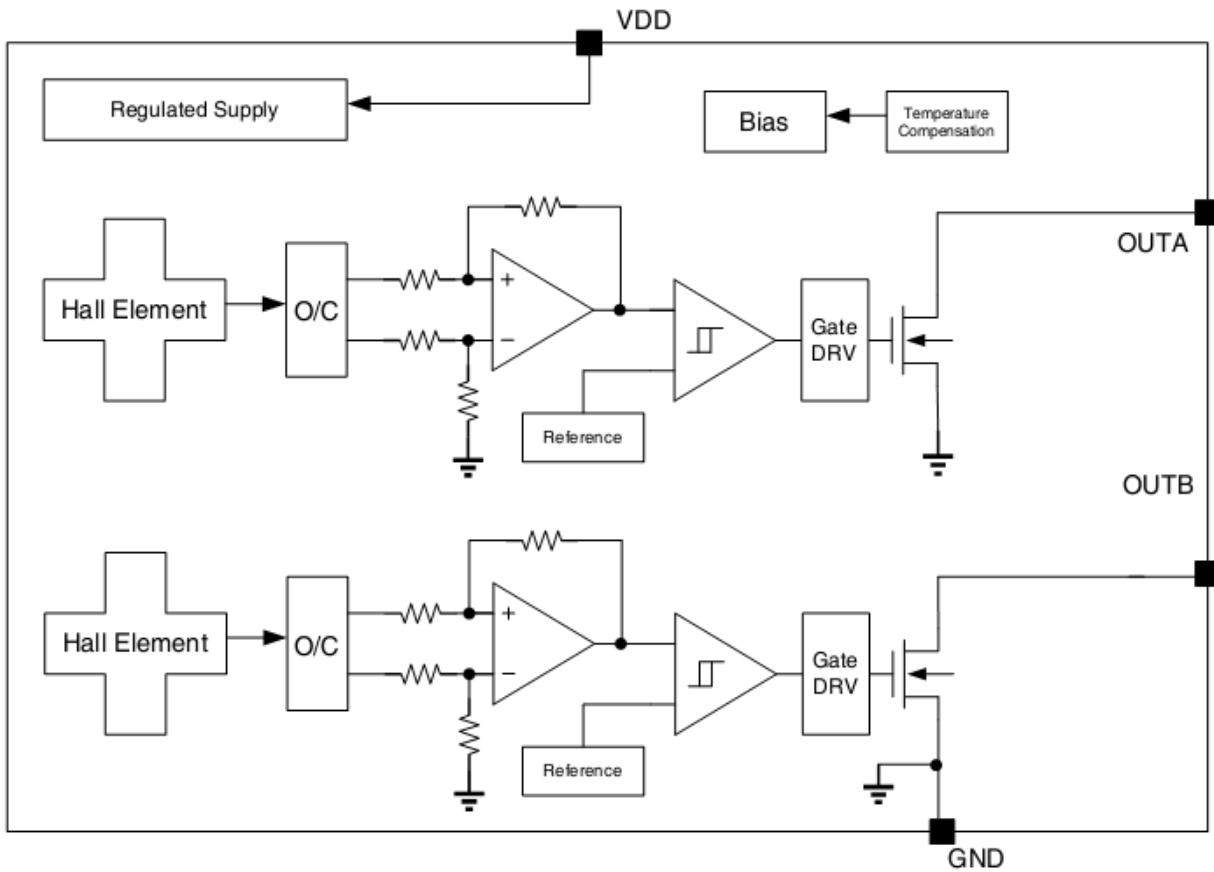 VDD
Regulated Supply
Bias
Temperature
Compensation
OUTA
Hall Element
O/C
+
−
Gate
DRV
Reference
OUTB
Hall Element
O/C
+
−
Gate
DRV
Reference
GND